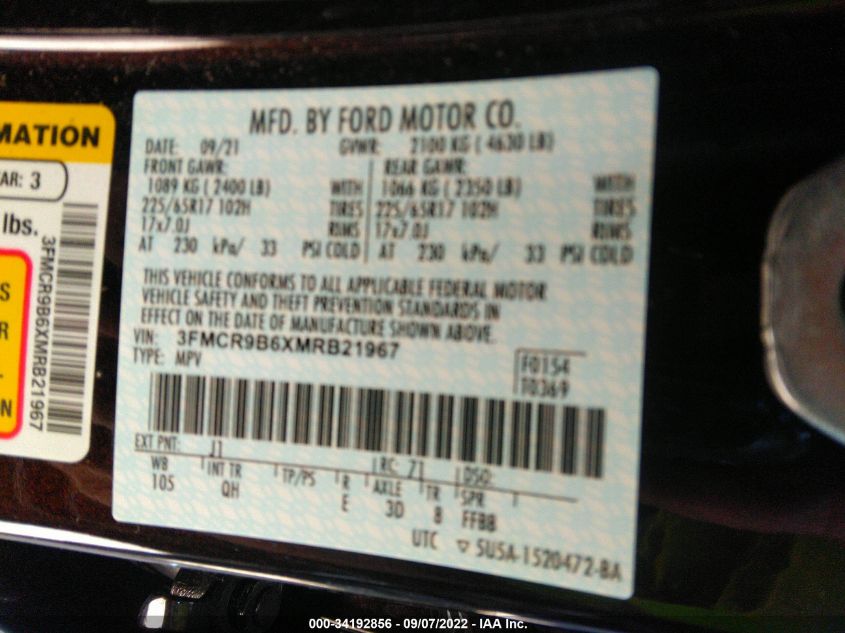 MATION
AR: 3
lbs.
3FMCR9B6XMRB21967
S
R
ON
MFD. BY FORD MOTOR CO.
DATE: 09/21 GVWR: 2100 KG ( 4630 LB)
FRONT GAWR: REAR GAWR:
1089 KG ( 2400 LB) WITH 1066 KG ( 2350 LB) WITH
225/65R17 102H TIRES 225/65R17 102H TIRES
17x7.0J RIMS 17x7.0J RIMS
AT 230 kPa/ 33 PSI COLD AT 230 kPa/ 33 PSI COLD
THIS VEHICLE CONFORMS TO ALL APPLICABLE FEDERAL MOTOR
VEHICLE SAFETY AND THEFT PREVENTION STANDARDS IN
EFFECT ON THE DATE OF MANUFACTURE SHOWN ABOVE.
VIN: 3FMCR9B6XMRB21967
TYPE: MPV F0154
T0369
EXT PNT: J1 RC: 71 DSO:
WB INT TR TP/PS R AXLE TR SPR
105 QH E 3D 8 FFBB
UTC ▽ SU5A-1520472-BA
000-34192856 - 09/07/2022 - IAA Inc.